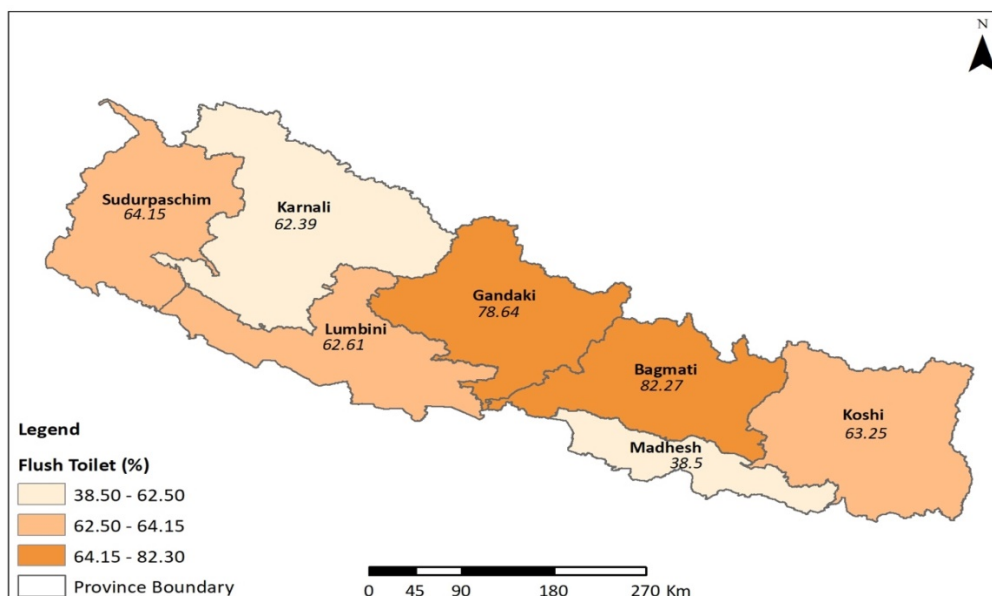 N
Sudurpaschim
64.15
Karnali
62.39
Gandaki
78.64
Lumbini
62.61
Bagmati
82.27
Koshi
63.25
Madhesh
38.5
Legend
Flush Toilet (%)
38.50 - 62.50
62.50 - 64.15
64.15 - 82.30
Province Boundary
0 45 90 180 270 Km